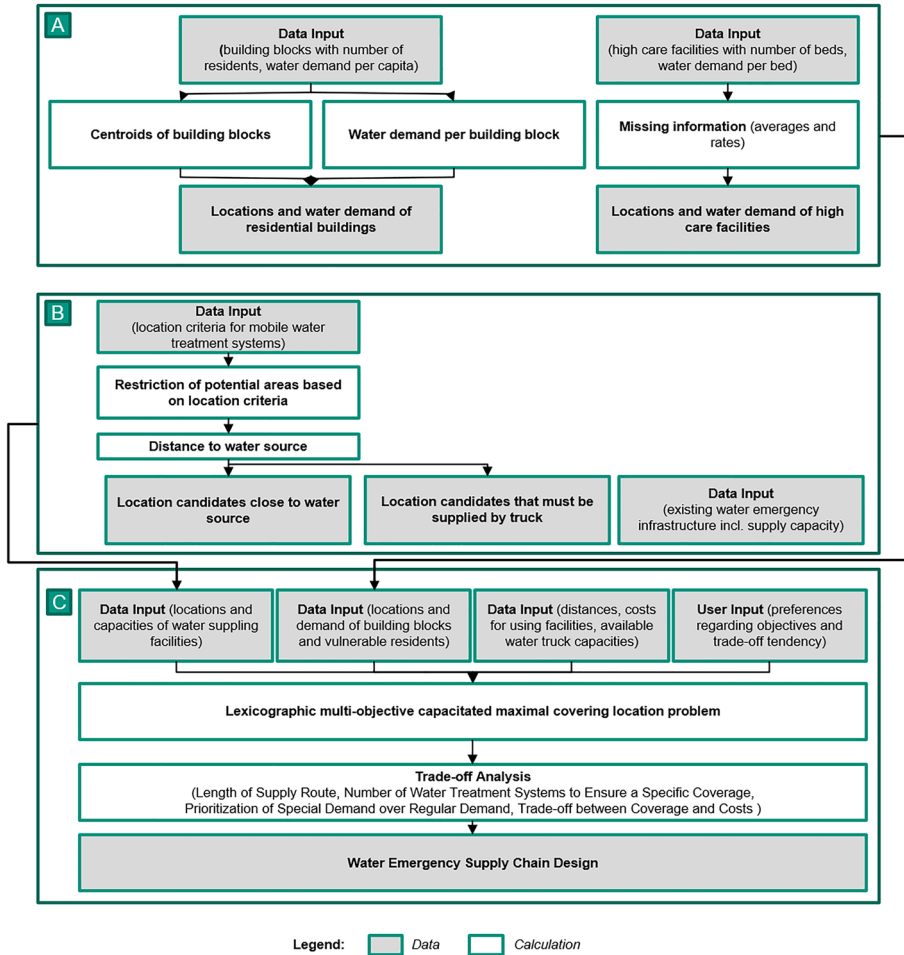 A
Data Input
(building blocks with number of
residents, water demand per capita)
Data Input
(high care facilities with number of beds,
water demand per bed)
Centroids of building blocks
Water demand per building block
Missing information (averages and
rates)
Locations and water demand of
residential buildings
Locations and water demand of high
care facilities
B
Data Input
(location criteria for mobile water
treatment systems)
Restriction of potential areas based
on location criteria
Distance to water source
Location candidates close to water
source
Location candidates that must be
supplied by truck
Data Input
(existing water emergency
infrastructure incl. supply capacity)
C
Data Input (locations and
capacities of water suppling
facilities)
Data Input (locations and
demand of building blocks
and vulnerable residents)
Data Input (distances, costs
for using facilities, available
water truck capacities)
User Input (preferences
regarding objectives and
trade-off tendency)
Lexicographic multi-objective capacitated maximal covering location problem
Trade-off Analysis
(Length of Supply Route, Number of Water Treatment Systems to Ensure a Specific Coverage,
Prioritization of Special Demand over Regular Demand, Trade-off between Coverage and Costs )
Water Emergency Supply Chain Design
Legend: Data Calculation